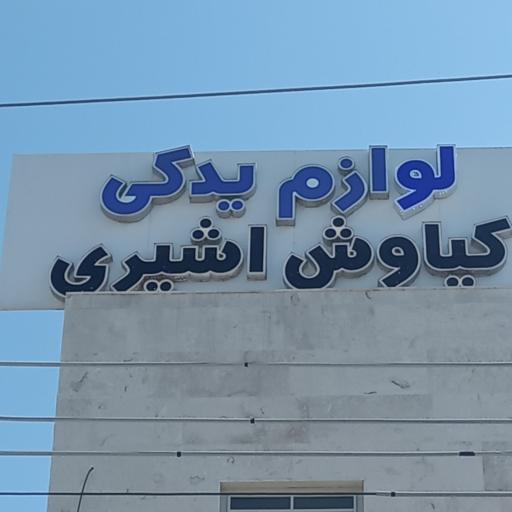 لوازم یدکی
کیاوش اشیری